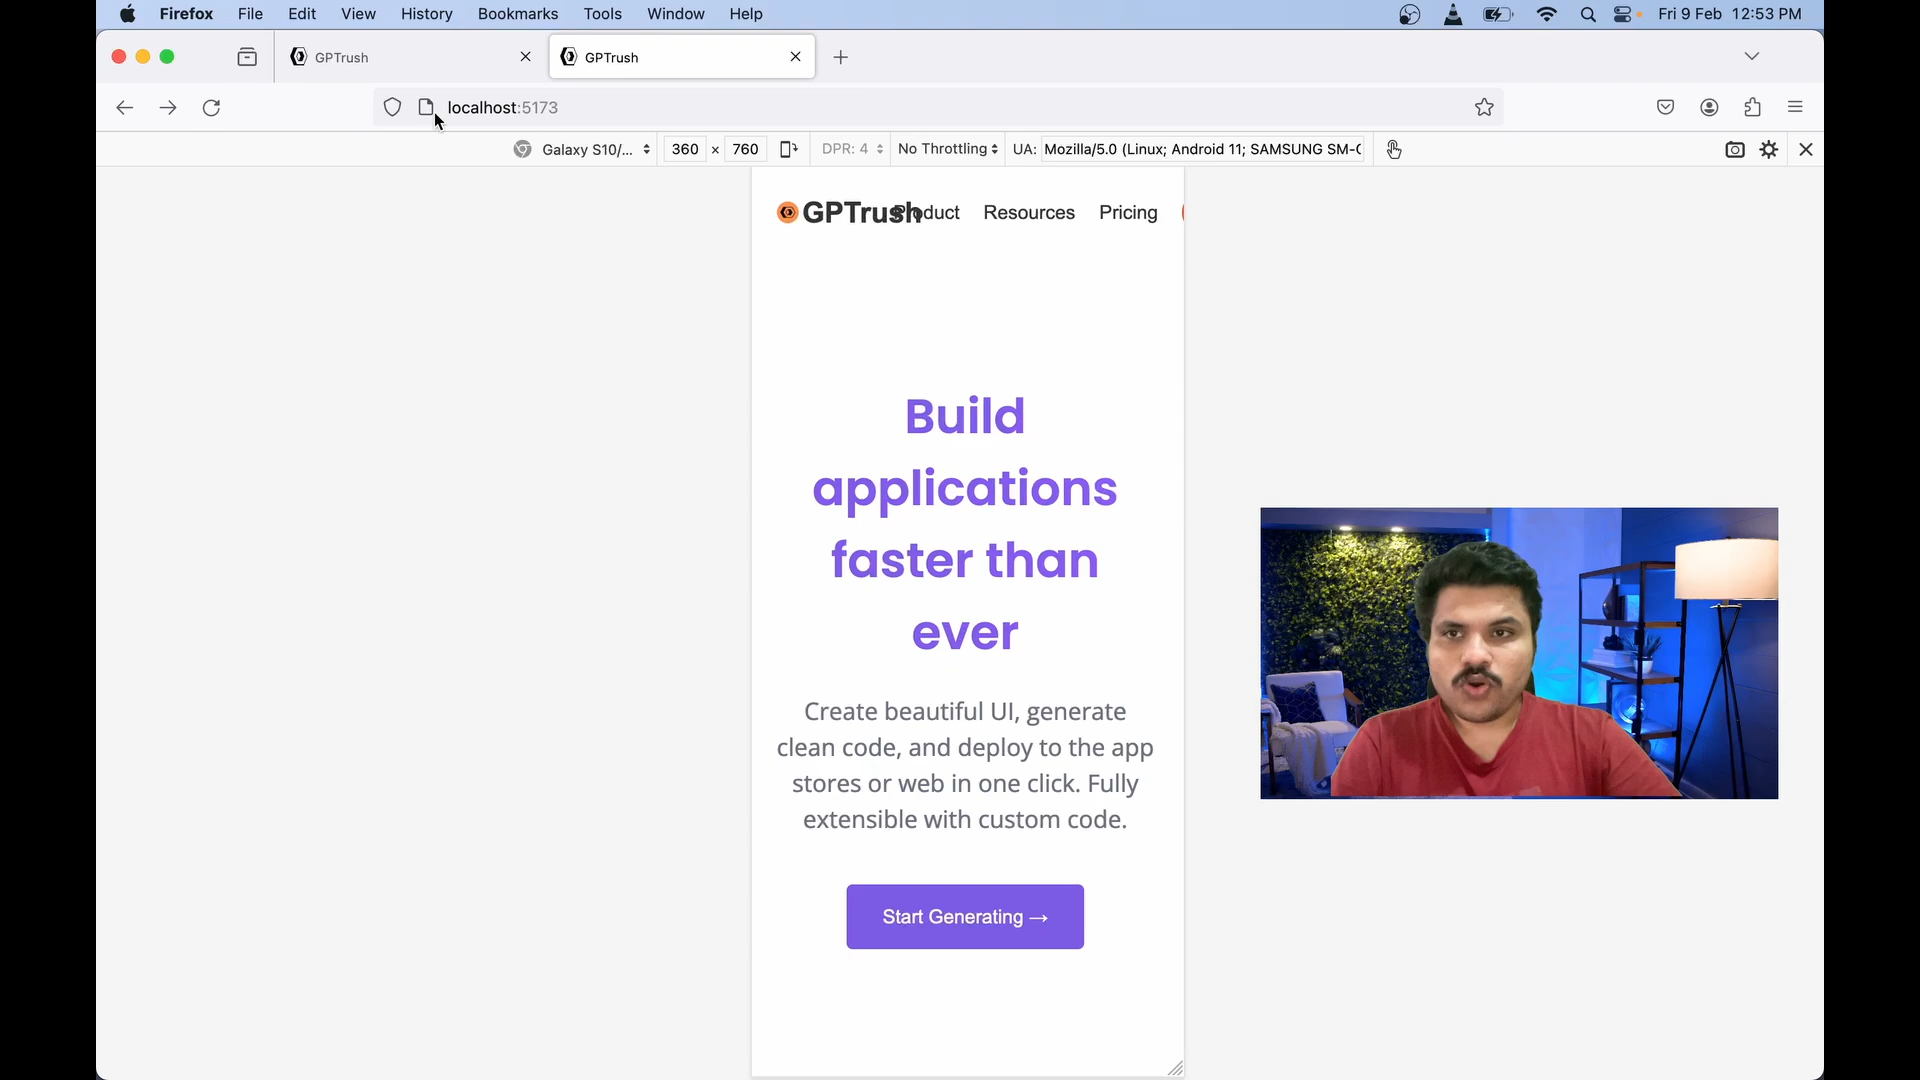 Firefox File Edit View History Bookmarks Tools Window Help Fri 9 Feb 12:53 PM
GPTrush GPTrush
localhost:5173
Galaxy S10/... 360 × 760 DPR: 4 No Throttling UA: Mozilla/5.0 (Linux; Android 11; SAMSUNG SM-G
GPTrush Product Resources Pricing
Build
applications
faster than
ever
Create beautiful UI, generate
clean code, and deploy to the app
stores or web in one click. Fully
extensible with custom code.
Start Generating →